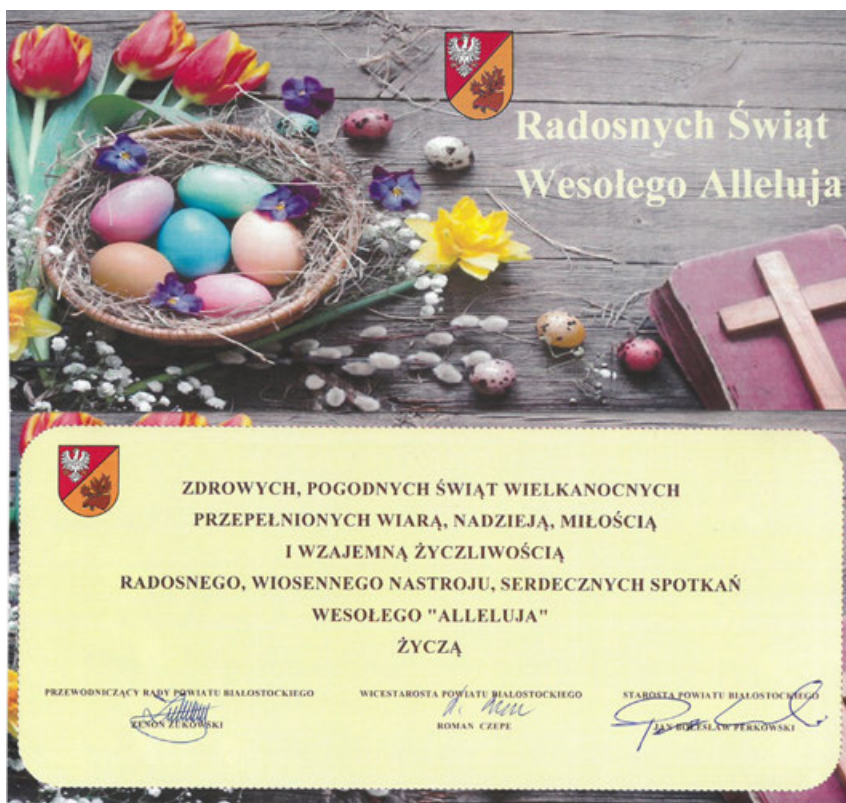 Radosnych Świąt
Wesołego Alleluja
ZDROWYCH, POGODNYCH ŚWIĄT WIELKANOCNYCH
PRZEPEŁNIONYCH WIARĄ, NADZIEJĄ, MIŁOŚCIĄ
I WZAJEMNĄ ŻYCZLIWOŚCIĄ
RADOSNEGO, WIOSENNEGO NASTROJU, SERDECZNYCH SPOTKAŃ
WESOŁEGO "ALLELUJA"
ŻYCZĄ
PRZEWODNICZĄCY RADY POWIATU BIAŁOSTOCKIEGO WICESTAROSTA POWIATU BIAŁOSTOCKIEGO STAROSTA POWIATU BIAŁOSTOCKIEGO
ZENON ŻUKOWSKI ROMAN CZEPE JAN BOLESŁAW PERKOWSKI